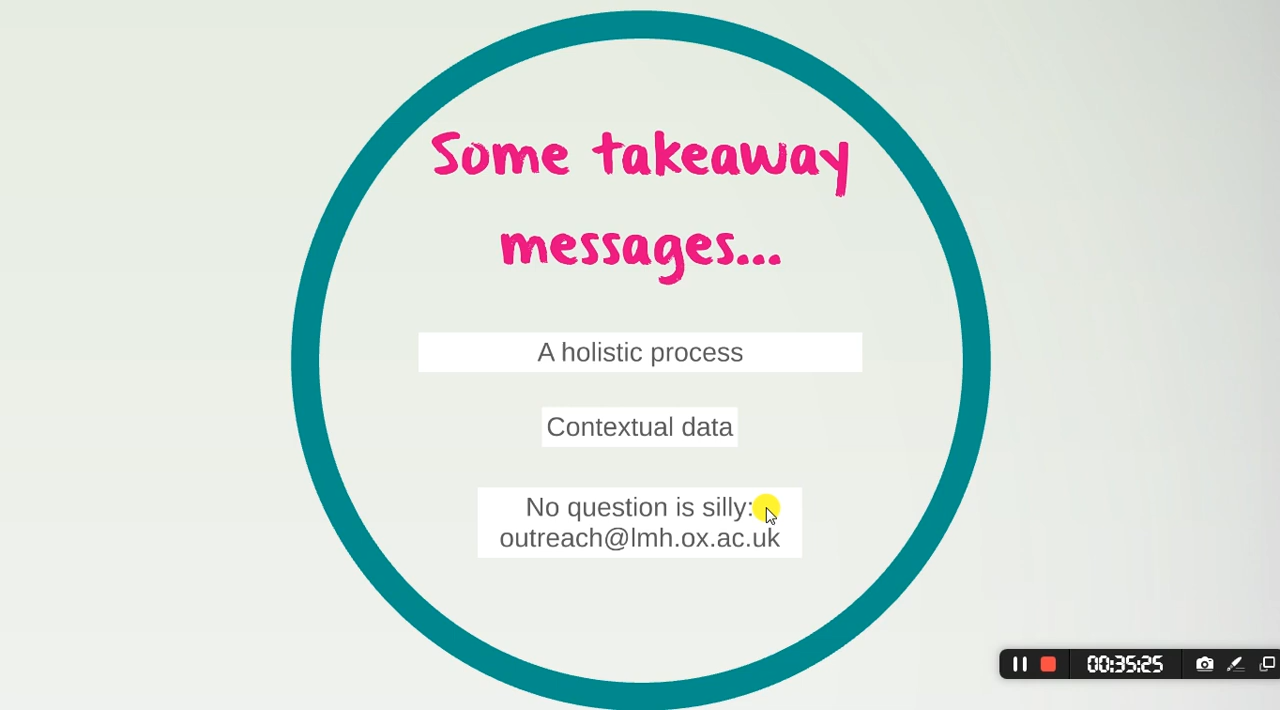 Some takeaway
messages...
A holistic process
Contextual data
No question is silly:
outreach@lmh.ox.ac.uk
00:35:25